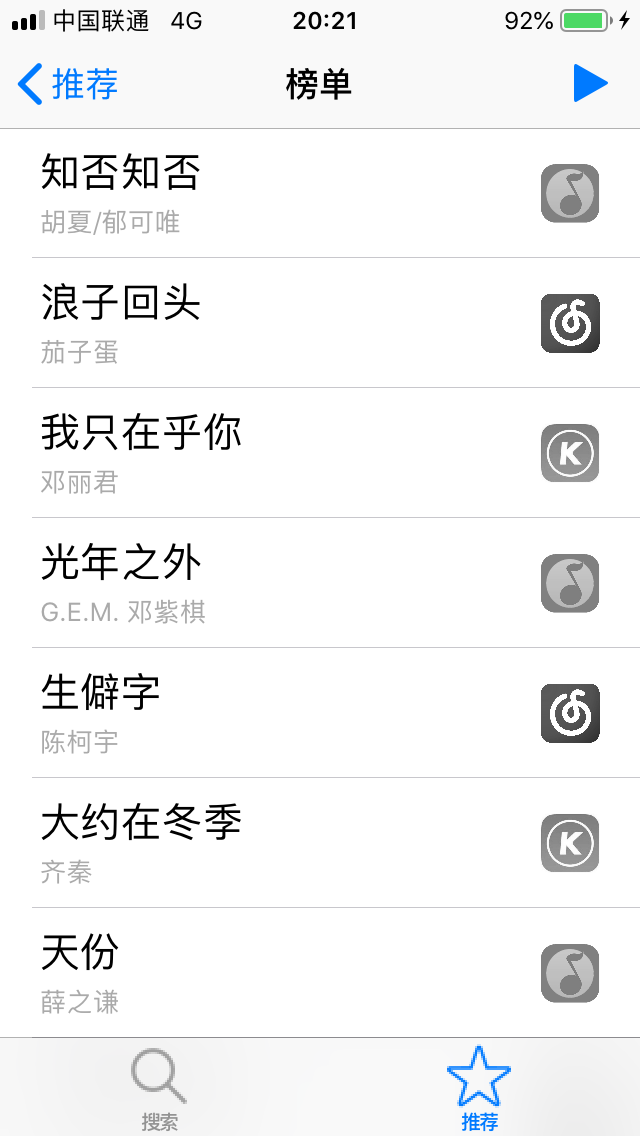 中国联通 4G 20:21 92%
推荐 榜单
知否知否
胡夏/郁可唯
浪子回头
茄子蛋
我只在乎你
邓丽君
光年之外
G.E.M. 邓紫棋
生僻字
陈柯宇
大约在冬季
齐秦
天份
薛之谦
搜索 推荐